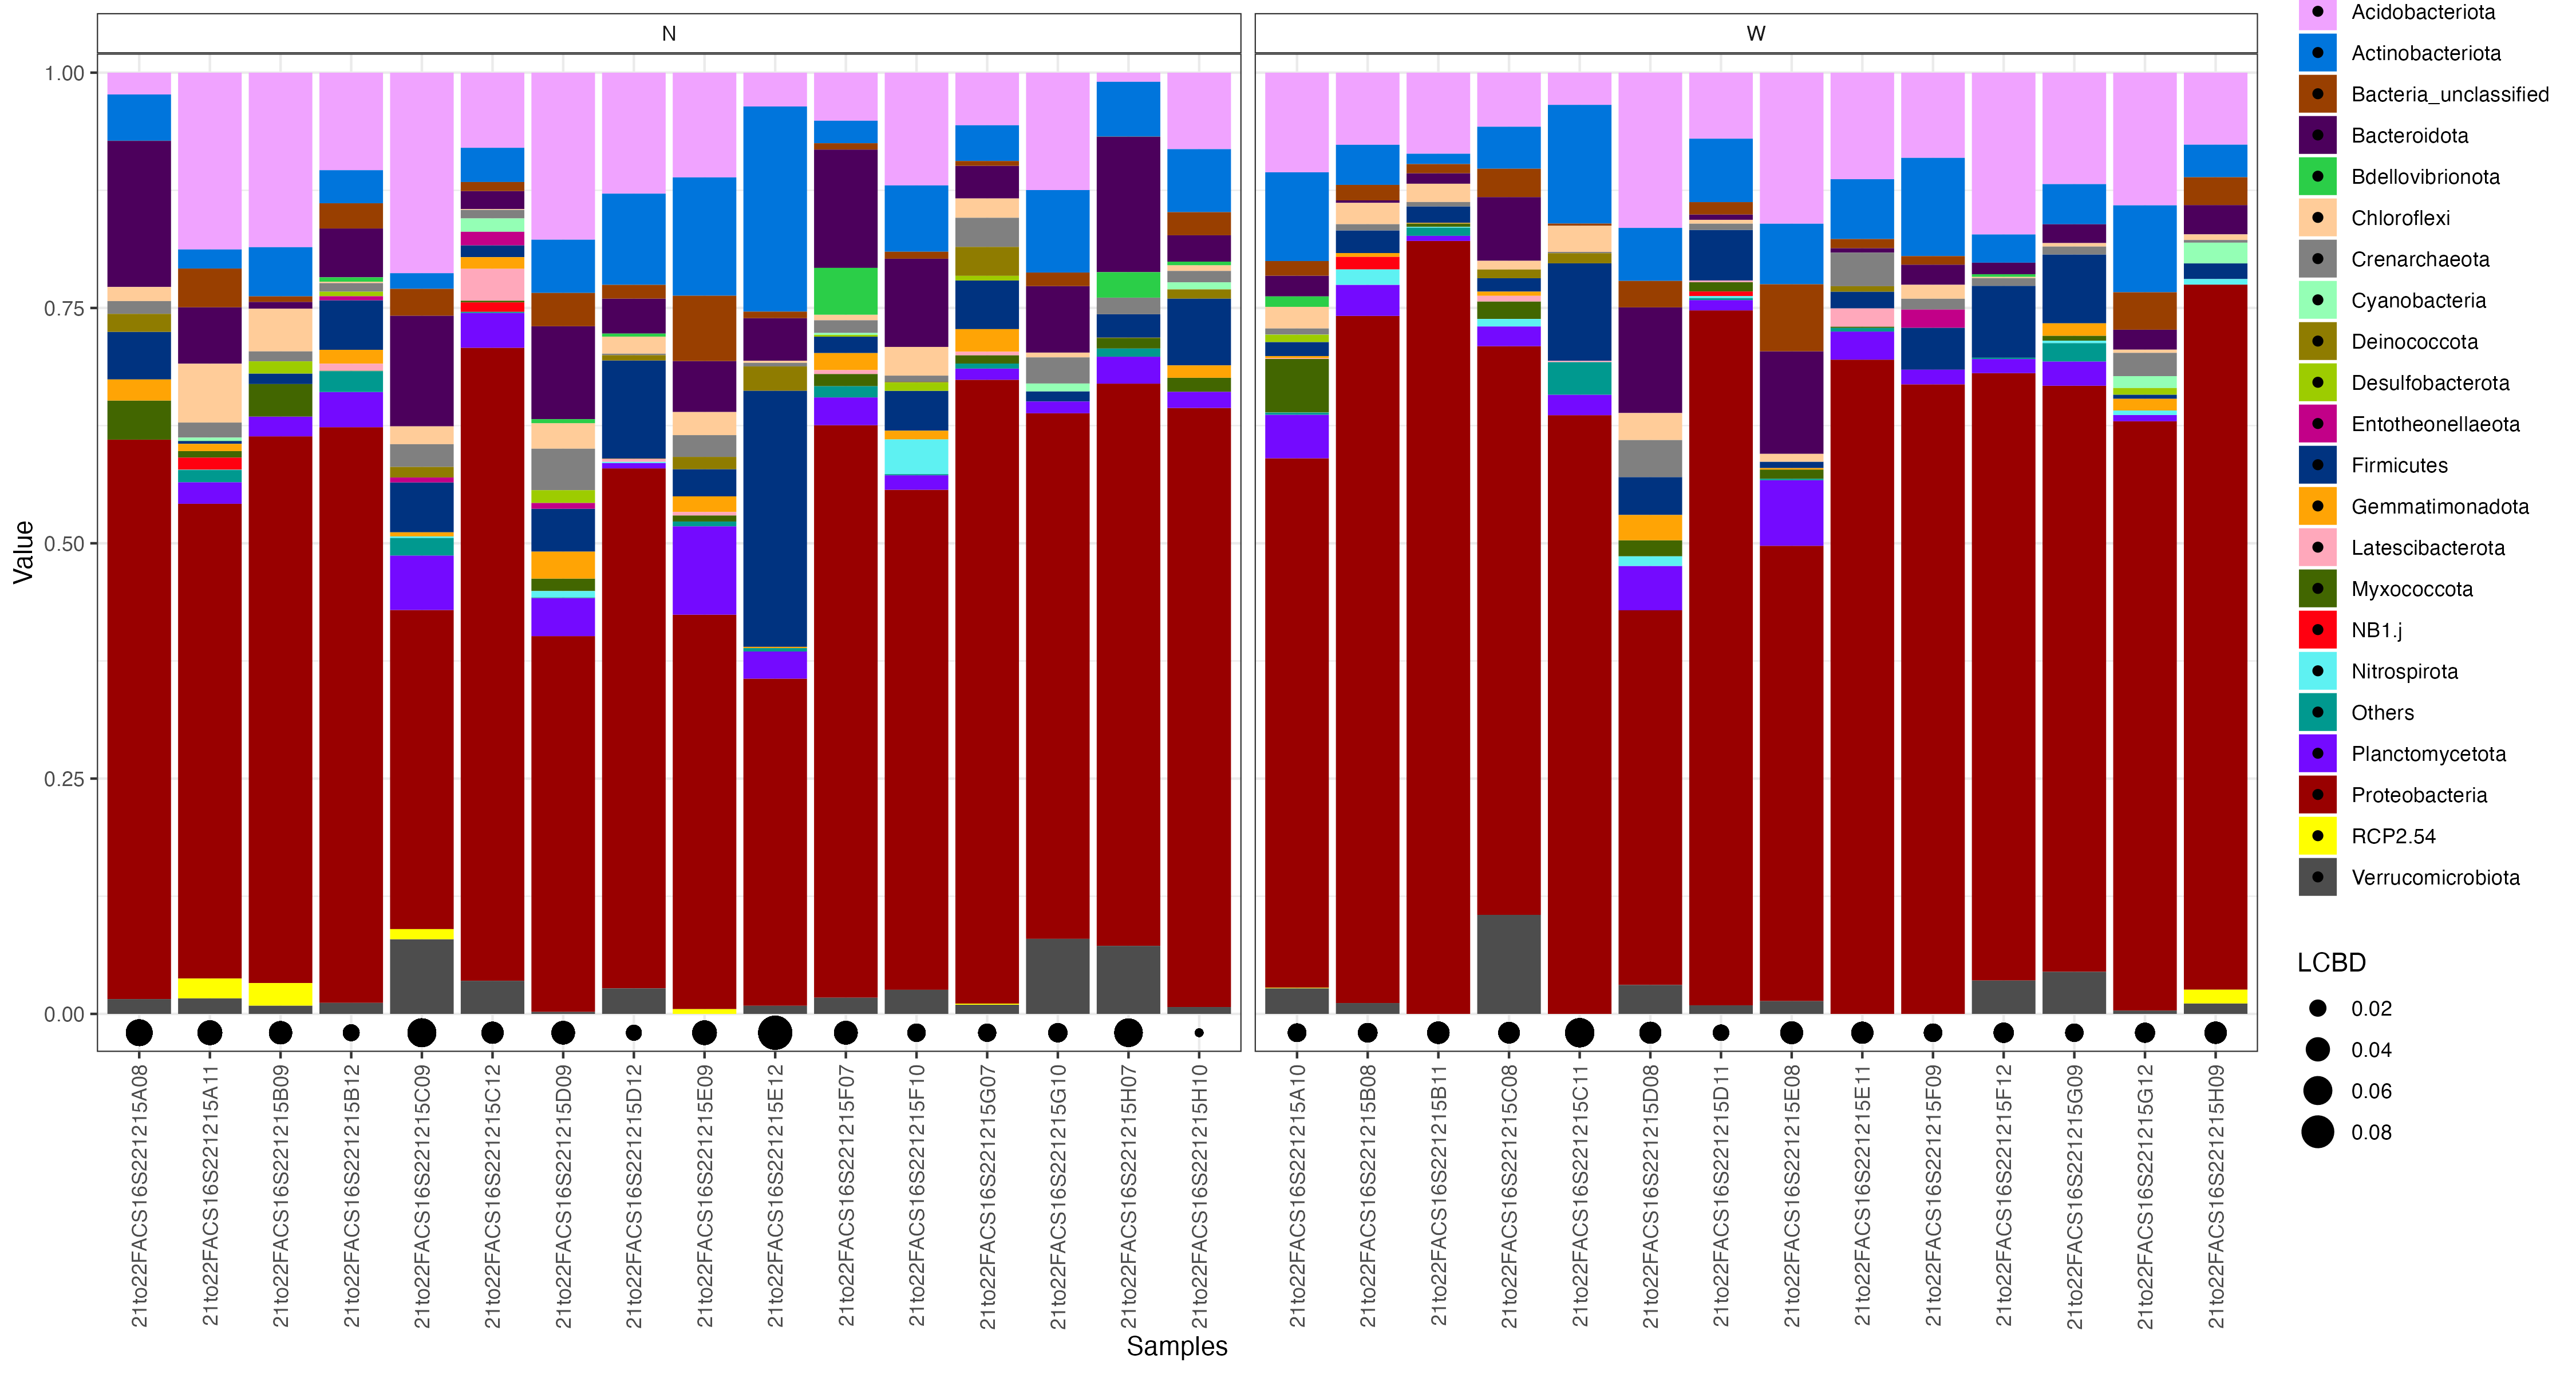 N
W
1.00
0.75
0.50
0.25
0.00
Value
21to22FACS16S221215A08
21to22FACS16S221215A11
21to22FACS16S221215B09
21to22FACS16S221215B12
21to22FACS16S221215C09
21to22FACS16S221215C12
21to22FACS16S221215D09
21to22FACS16S221215D12
21to22FACS16S221215E09
21to22FACS16S221215E12
21to22FACS16S221215F07
21to22FACS16S221215F10
21to22FACS16S221215G07
21to22FACS16S221215G10
21to22FACS16S221215H07
21to22FACS16S221215H10
21to22FACS16S221215A10
21to22FACS16S221215B08
21to22FACS16S221215B11
21to22FACS16S221215C08
21to22FACS16S221215C11
21to22FACS16S221215D08
21to22FACS16S221215D11
21to22FACS16S221215E08
21to22FACS16S221215E11
21to22FACS16S221215F09
21to22FACS16S221215F12
21to22FACS16S221215G09
21to22FACS16S221215G12
21to22FACS16S221215H09
Samples
Acidobacteriota
Actinobacteriota
Bacteria_unclassified
Bacteroidota
Bdellovibrionota
Chloroflexi
Crenarchaeota
Cyanobacteria
Deinococcota
Desulfobacterota
Entotheonellaeota
Firmicutes
Gemmatimonadota
Latescibacterota
Myxococcota
NB1.j
Nitrospirota
Others
Planctomycetota
Proteobacteria
RCP2.54
Verrucomicrobiota
LCBD
0.02
0.04
0.06
0.08